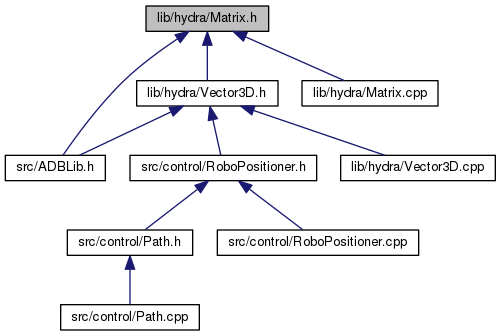 lib/hydra/Matrix.h
lib/hydra/Vector3D.h
lib/hydra/Matrix.cpp
src/ADBLib.h
src/control/RoboPositioner.h
lib/hydra/Vector3D.cpp
src/control/Path.h
src/control/RoboPositioner.cpp
src/control/Path.cpp